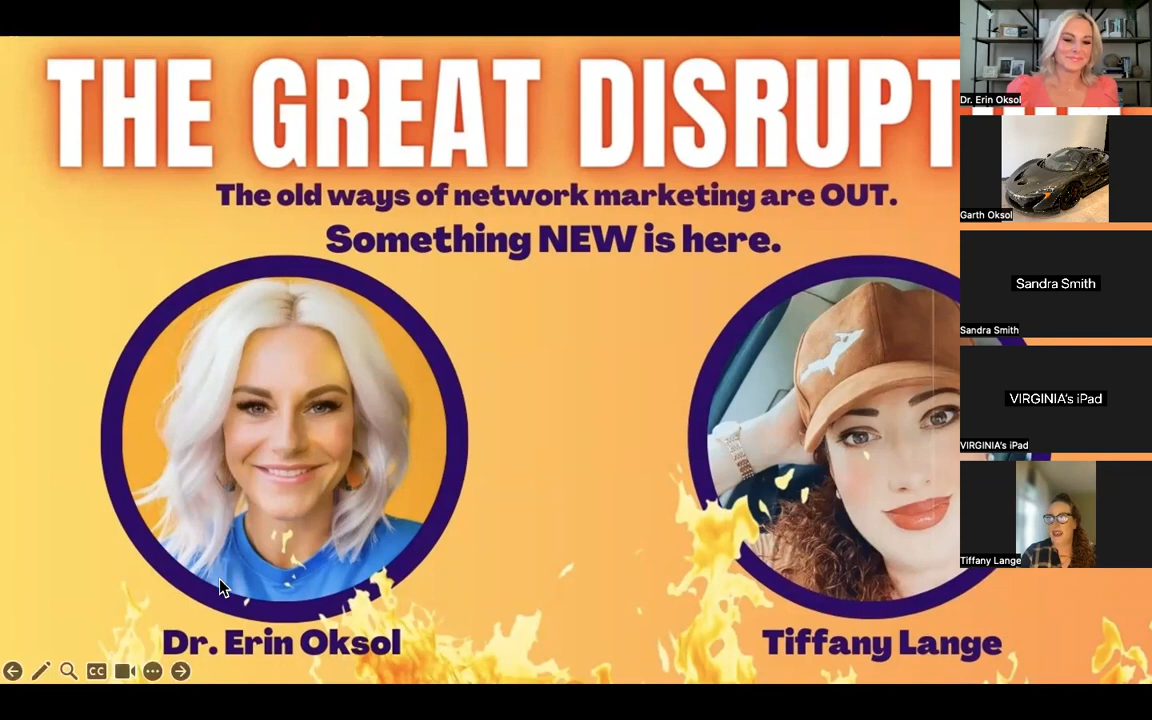 THE GREAT DISRUPT
The old ways of network marketing are OUT.
Something NEW is here.
Dr. Erin Oksol
Tiffany Lange
CC
Dr. Erin Oksol
Garth Oksol
Sandra Smith
Sandra Smith
VIRGINIA's iPad
VIRGINIA's iPad
Tiffany Lange